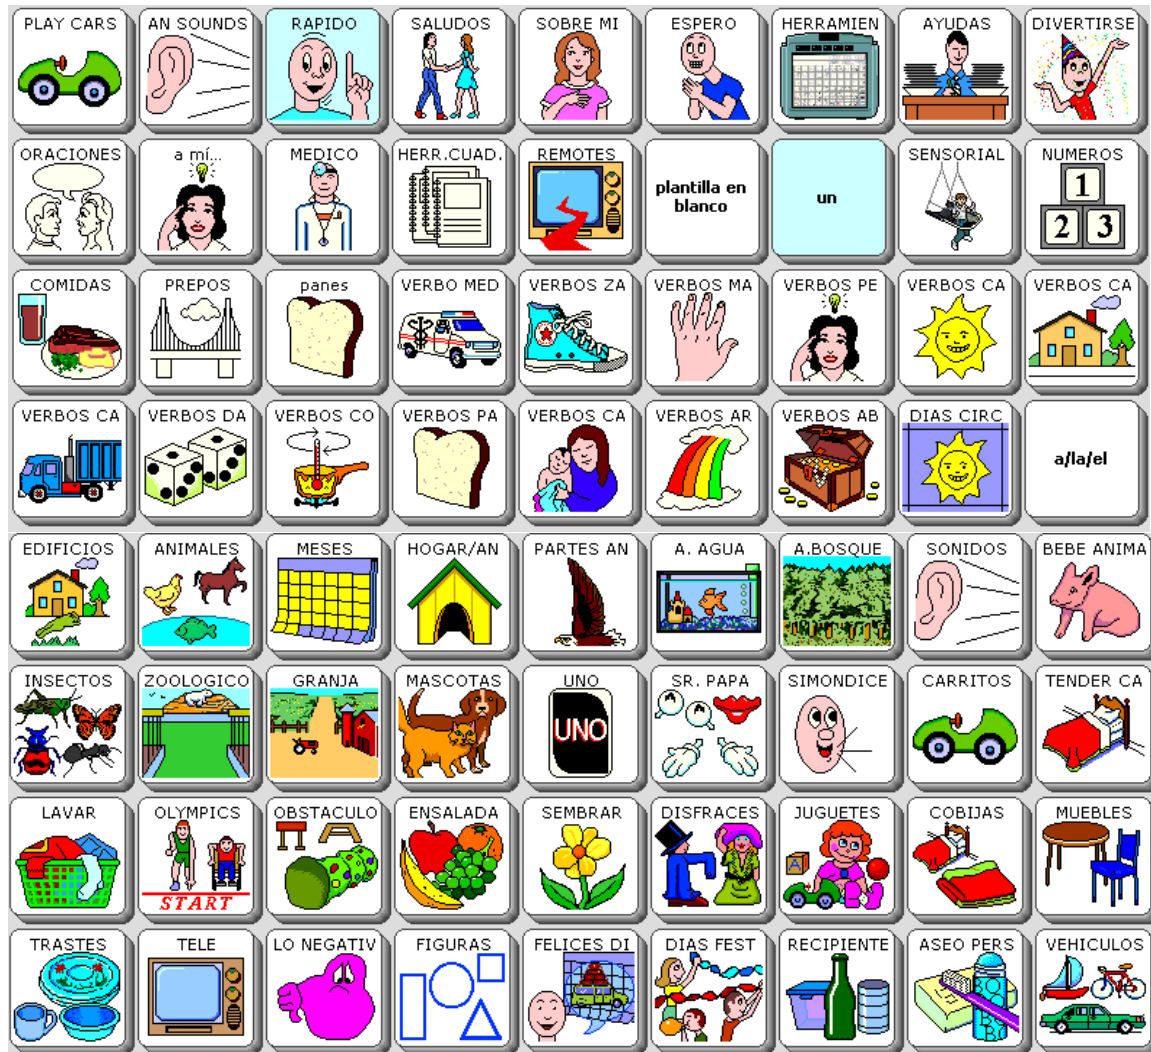 PLAY CARS
AN SOUNDS
RAPIDO
SALUDOS
SOBRE MI
ESPERO
HERRAMIEN
AYUDAS
DIVERTIRSE
ORACIONES
a mí...
MEDICO
HERR.CUAD.
REMOTES
plantilla en
blanco
un
SENSORIAL
NUMEROS
1
2 3
COMIDAS
PREPOS
panes
VERBO MED
VERBOS ZA
VERBOS MA
VERBOS PE
VERBOS CA
VERBOS CA
VERBOS CA
VERBOS DA
VERBOS CO
VERBOS PA
VERBOS CA
VERBOS AR
VERBOS AB
DIAS CIRC
a/la/el
EDIFICIOS
ANIMALES
MESES
HOGAR/AN
PARTES AN
A. AGUA
A.BOSQUE
SONIDOS
BEBE ANIMA
INSECTOS
ZOOLOGICO
GRANJA
MASCOTAS
UNO
UNO
SR. PAPA
SIMONDICE
CARRITOS
TENDER CA
LAVAR
OLYMPICS
START
OBSTACULO
ENSALADA
SEMBRAR
DISFRACES
JUGUETES
A
COBIJAS
MUEBLES
TRASTES
TELE
LO NEGATIV
FIGURAS
FELICES DI
DIAS FEST
RECIPIENTE
ASEO PERS
VEHICULOS